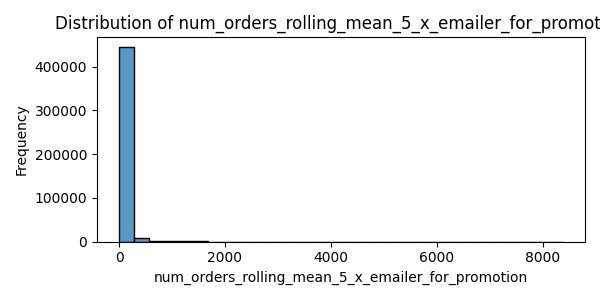 Distribution of num_orders_rolling_mean_5_x_emailer_for_promot
400000
300000
200000
100000
0
Frequency
0 2000 4000 6000 8000
num_orders_rolling_mean_5_x_emailer_for_promotion